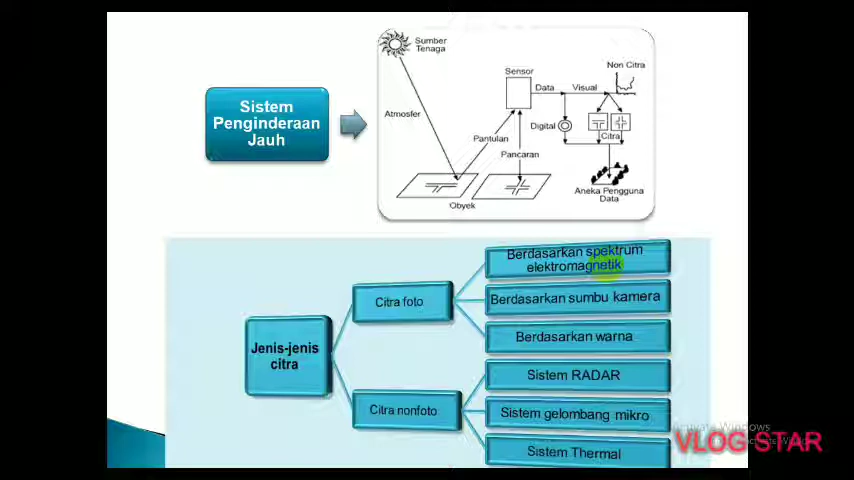 Sistem
Penginderaan
Jauh
Sumber
Tenaga
Atmosfer
Sensor
Data
Visual
Non Citra
Digital
Citra
Pantulan
Pancaran
Obyek
Aneka Pengguna
Data
Jenis-jenis
citra
Citra foto
Berdasarkan spektrum
elektromagnetik
Berdasarkan sumbu kamera
Berdasarkan warna
Citra nonfoto
Sistem RADAR
Sistem gelombang mikro
Sistem Thermal
Activate Windows
VLOG STAR